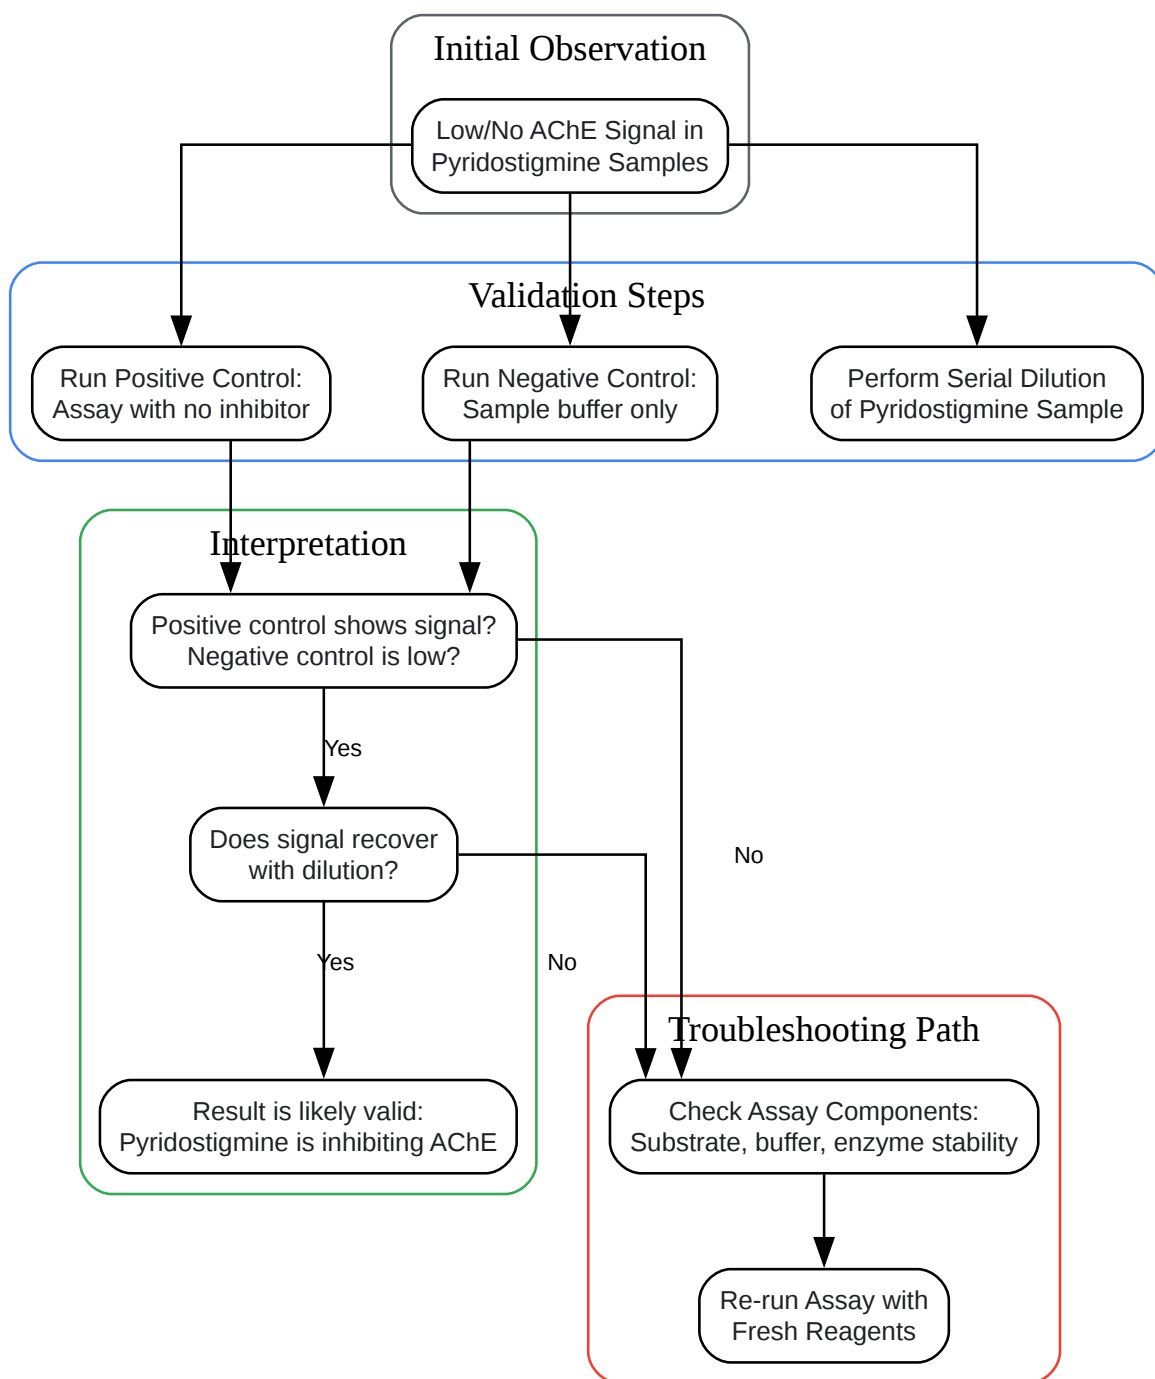 Initial Observation
Low/No AChE Signal in
Pyridostigmine Samples
Validation Steps
Run Positive Control:
Assay with no inhibitor
Run Negative Control:
Sample buffer only
Perform Serial Dilution
of Pyridostigmine Sample
Interpretation
Positive control shows signal?
Negative control is low?
Yes
Does signal recover
with dilution?
No
Yes
No
Troubleshooting Path
Result is likely valid:
Pyridostigmine is inhibiting AChE
Check Assay Components:
Substrate, buffer, enzyme stability
Re-run Assay with
Fresh Reagents